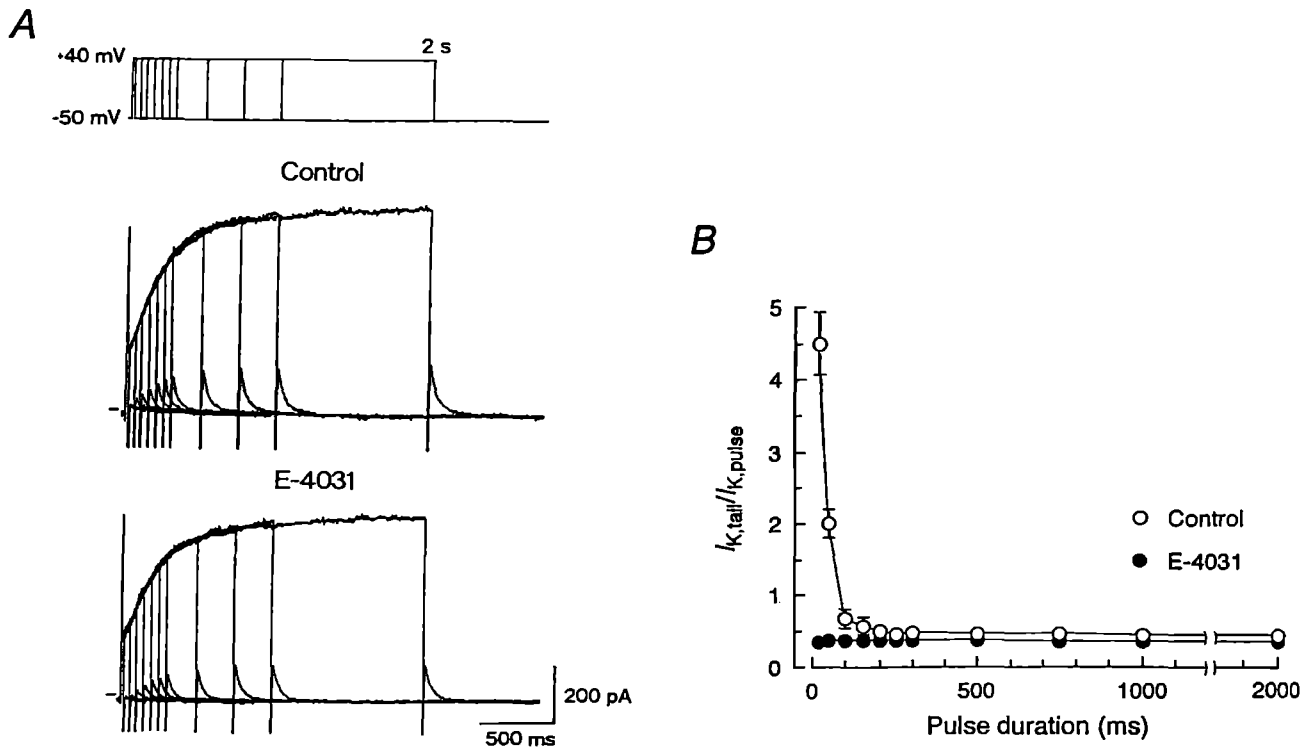 A
+40 mV
2 s
-50 mV
Control
E-4031
200 pA
500 ms
B
5
4
3
2
1
0
I_K,tail/I_K,pulse
Control
E-4031
0
500
1000
2000
Pulse duration (ms)